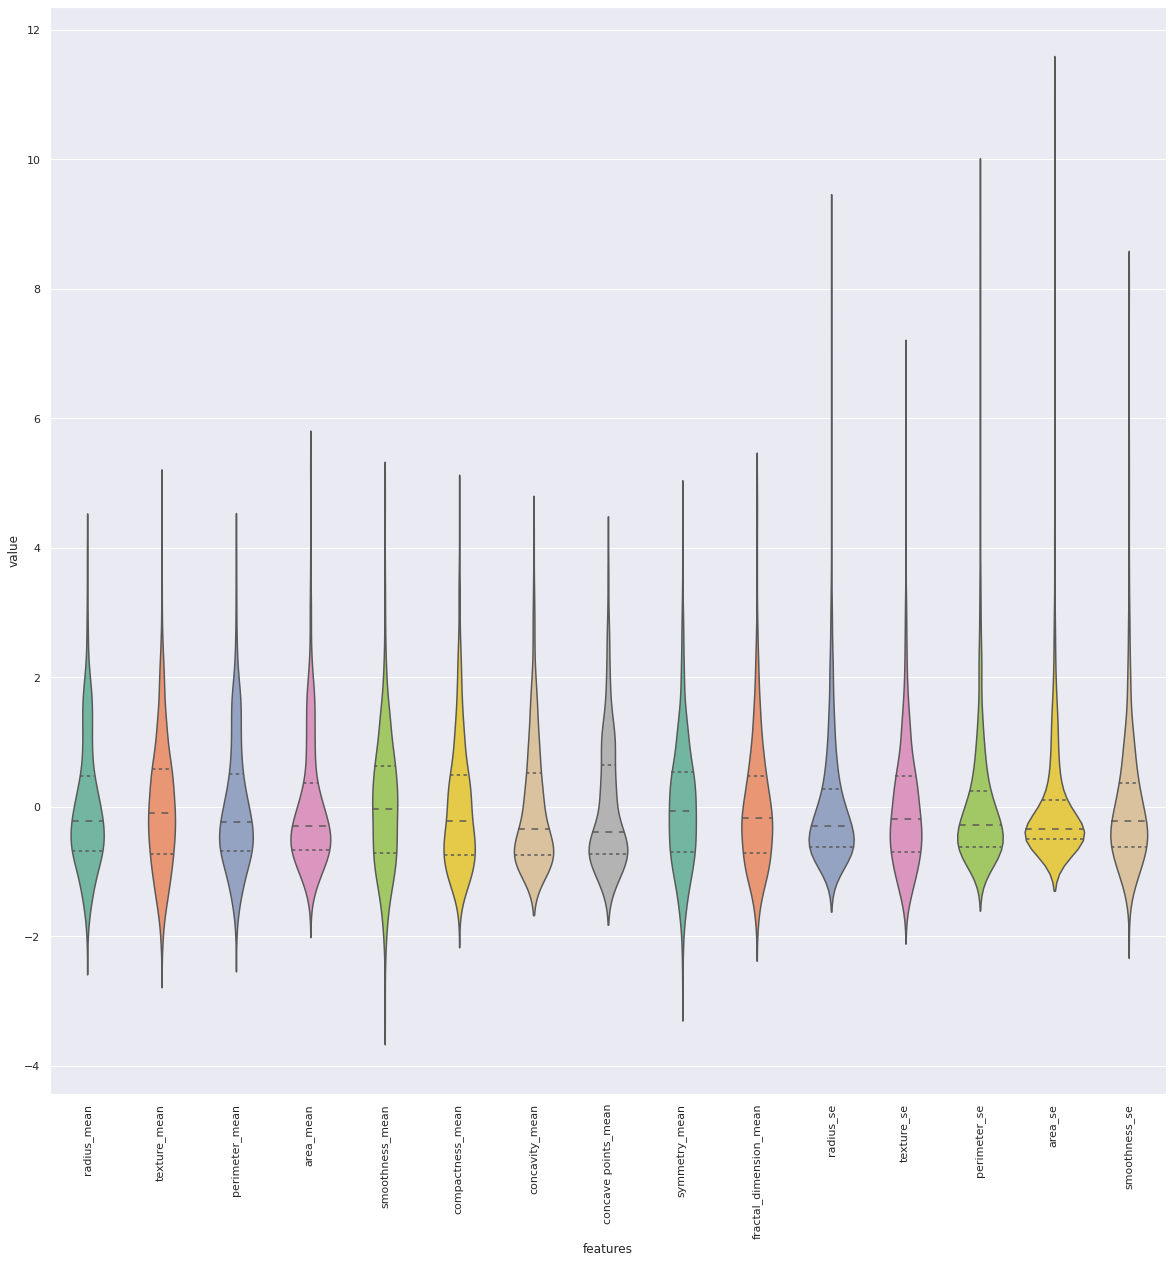 12
10
8
6
4
2
0
−2
−4
value
radius_mean
texture_mean
perimeter_mean
area_mean
smoothness_mean
compactness_mean
concavity_mean
concave points_mean
symmetry_mean
fractal_dimension_mean
radius_se
texture_se
perimeter_se
area_se
smoothness_se
features